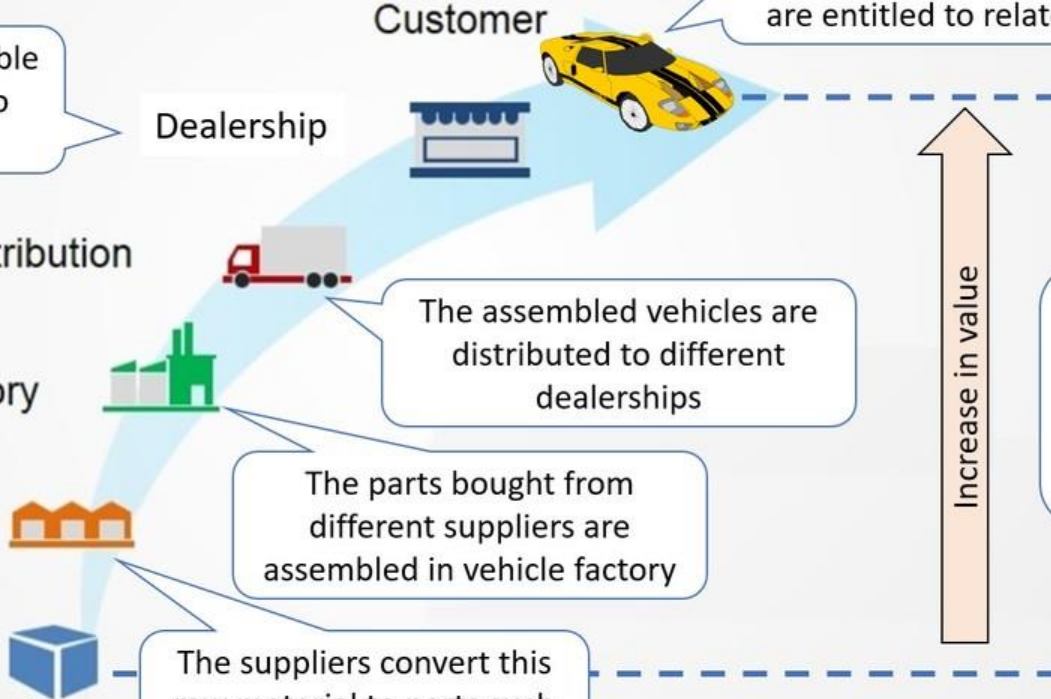 Customer
are entitled to relat
ble
Dealership
tribution
The assembled vehicles are
distributed to different
dealerships
ory
The parts bought from
different suppliers are
assembled in vehicle factory
Increase in value
The suppliers convert this